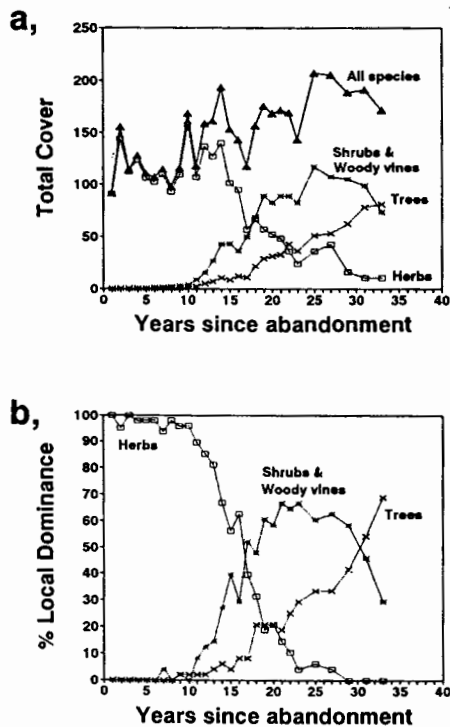 a,
250
200
150
100
50
0
Total Cover
All species
Shrubs &
Woody vines
Trees
Herbs
0 5 10 15 20 25 30 35 40
Years since abandonment
b,
100
90
80
70
60
50
40
30
20
10
0
% Local Dominance
Herbs
Shrubs &
Woody vines
Trees
0 5 10 15 20 25 30 35 40
Years since abandonment